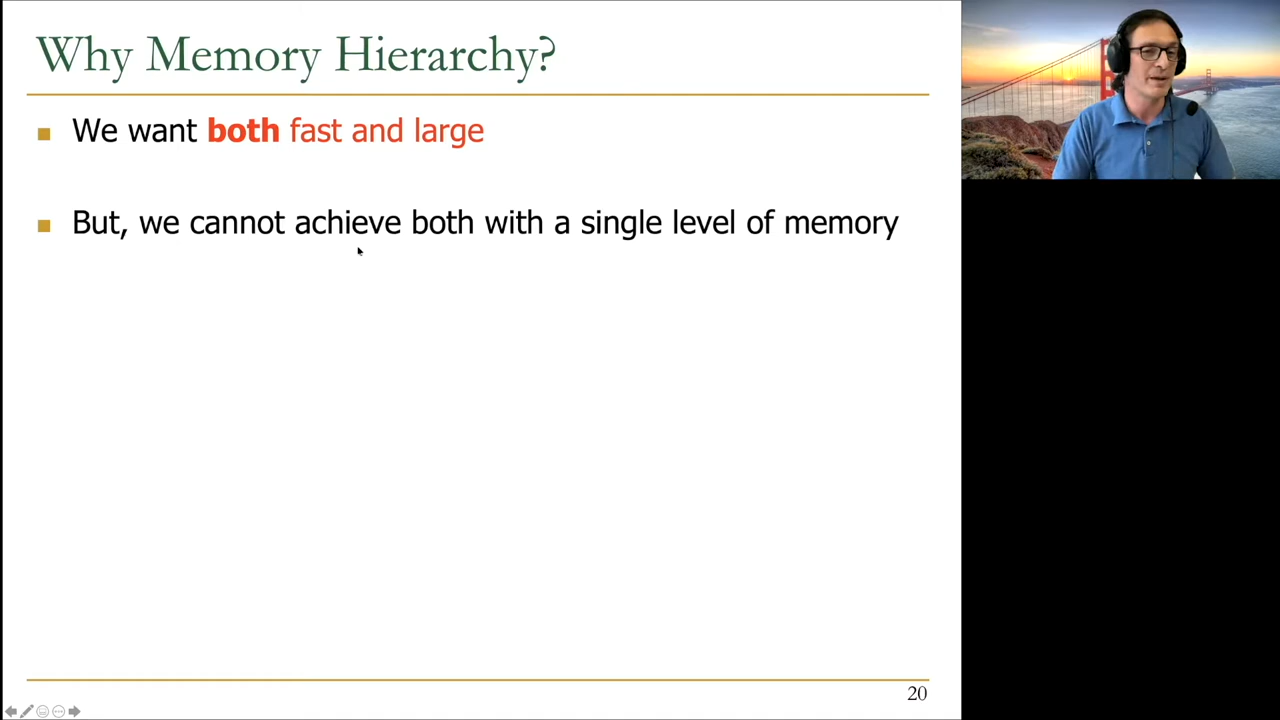 Why Memory Hierarchy?
We want both fast and large
But, we cannot achieve both with a single level of memory
20